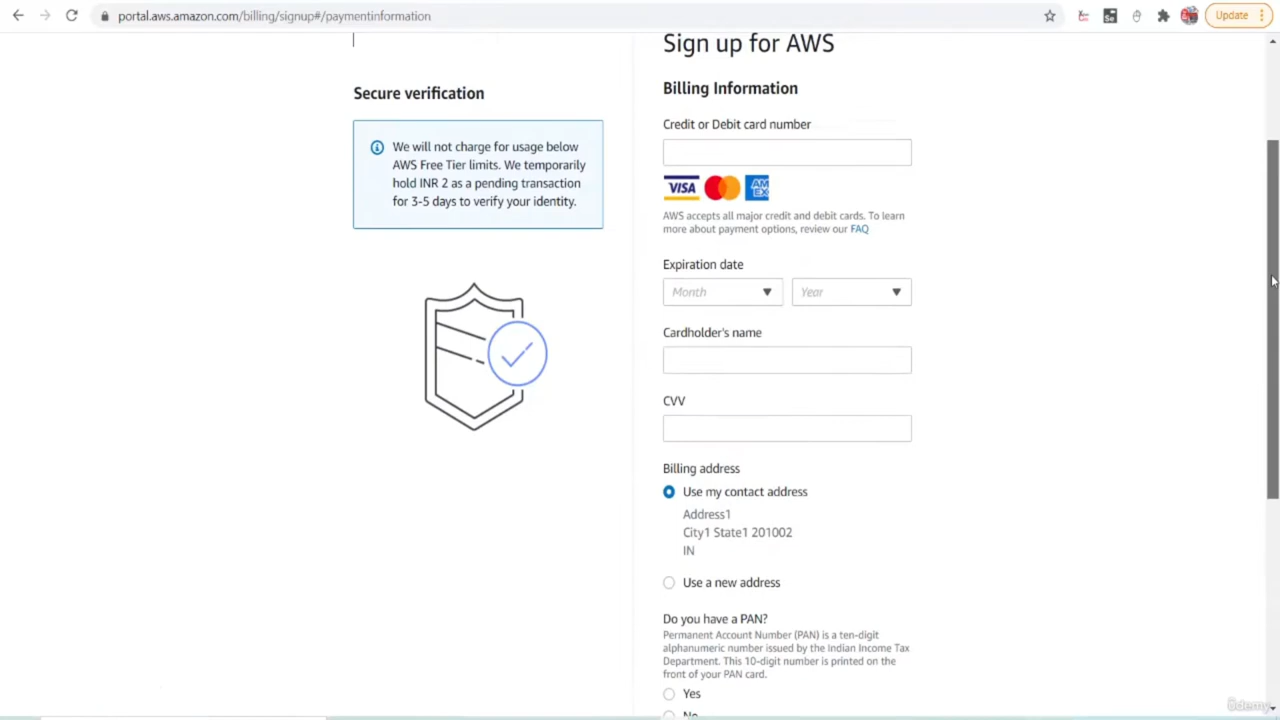 portal.aws.amazon.com/billing/signup#/paymentinformation
Update
Sign up for AWS
Secure verification
We will not charge for usage below
AWS Free Tier limits. We temporarily
hold INR 2 as a pending transaction
for 3-5 days to verify your identity.
Billing Information
Credit or Debit card number
VISA
AM
EX
AWS accepts all major credit and debit cards. To learn
more about payment options, review our FAQ
Expiration date
Month
Year
Cardholder's name
CVV
Billing address
Use my contact address
Address1
City1 State1 201002
IN
Use a new address
Do you have a PAN?
Permanent Account Number (PAN) is a ten-digit
alphanumeric number issued by the Indian Income Tax
Department. This 10-digit number is printed on the
front of your PAN card.
Yes
No
Udemy